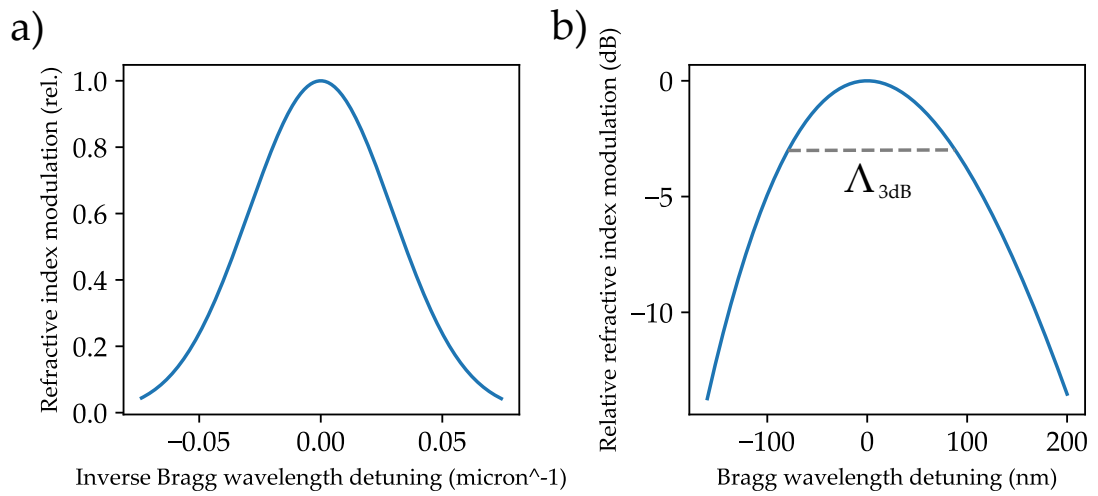 a)
Refractive index modulation (rel.)
1.0
0.8
0.6
0.4
0.2
0.0
−0.05
0.00
0.05
Inverse Bragg wavelength detuning (micron^-1)
b)
Relative refractive index modulation (dB)
0
−5
−10
Λ3dB
−100
0
100
200
Bragg wavelength detuning (nm)